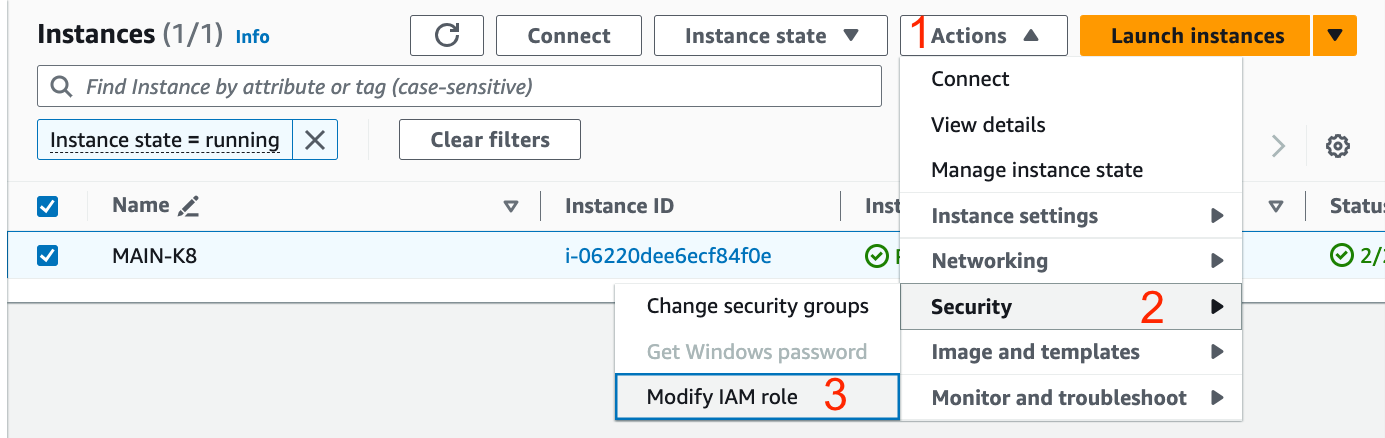 Instances (1/1) Info
Connect
Instance state
1 Actions
Launch instances
Find Instance by attribute or tag (case-sensitive)
Instance state = running
Clear filters
Connect
View details
Manage instance state
Instance settings
Networking
Security 2
Image and templates
Monitor and troubleshoot
Change security groups
Get Windows password
Modify IAM role 3
Name
Instance ID
Inst
Status
MAIN-K8
i-06220dee6ecf84f0e
2/2